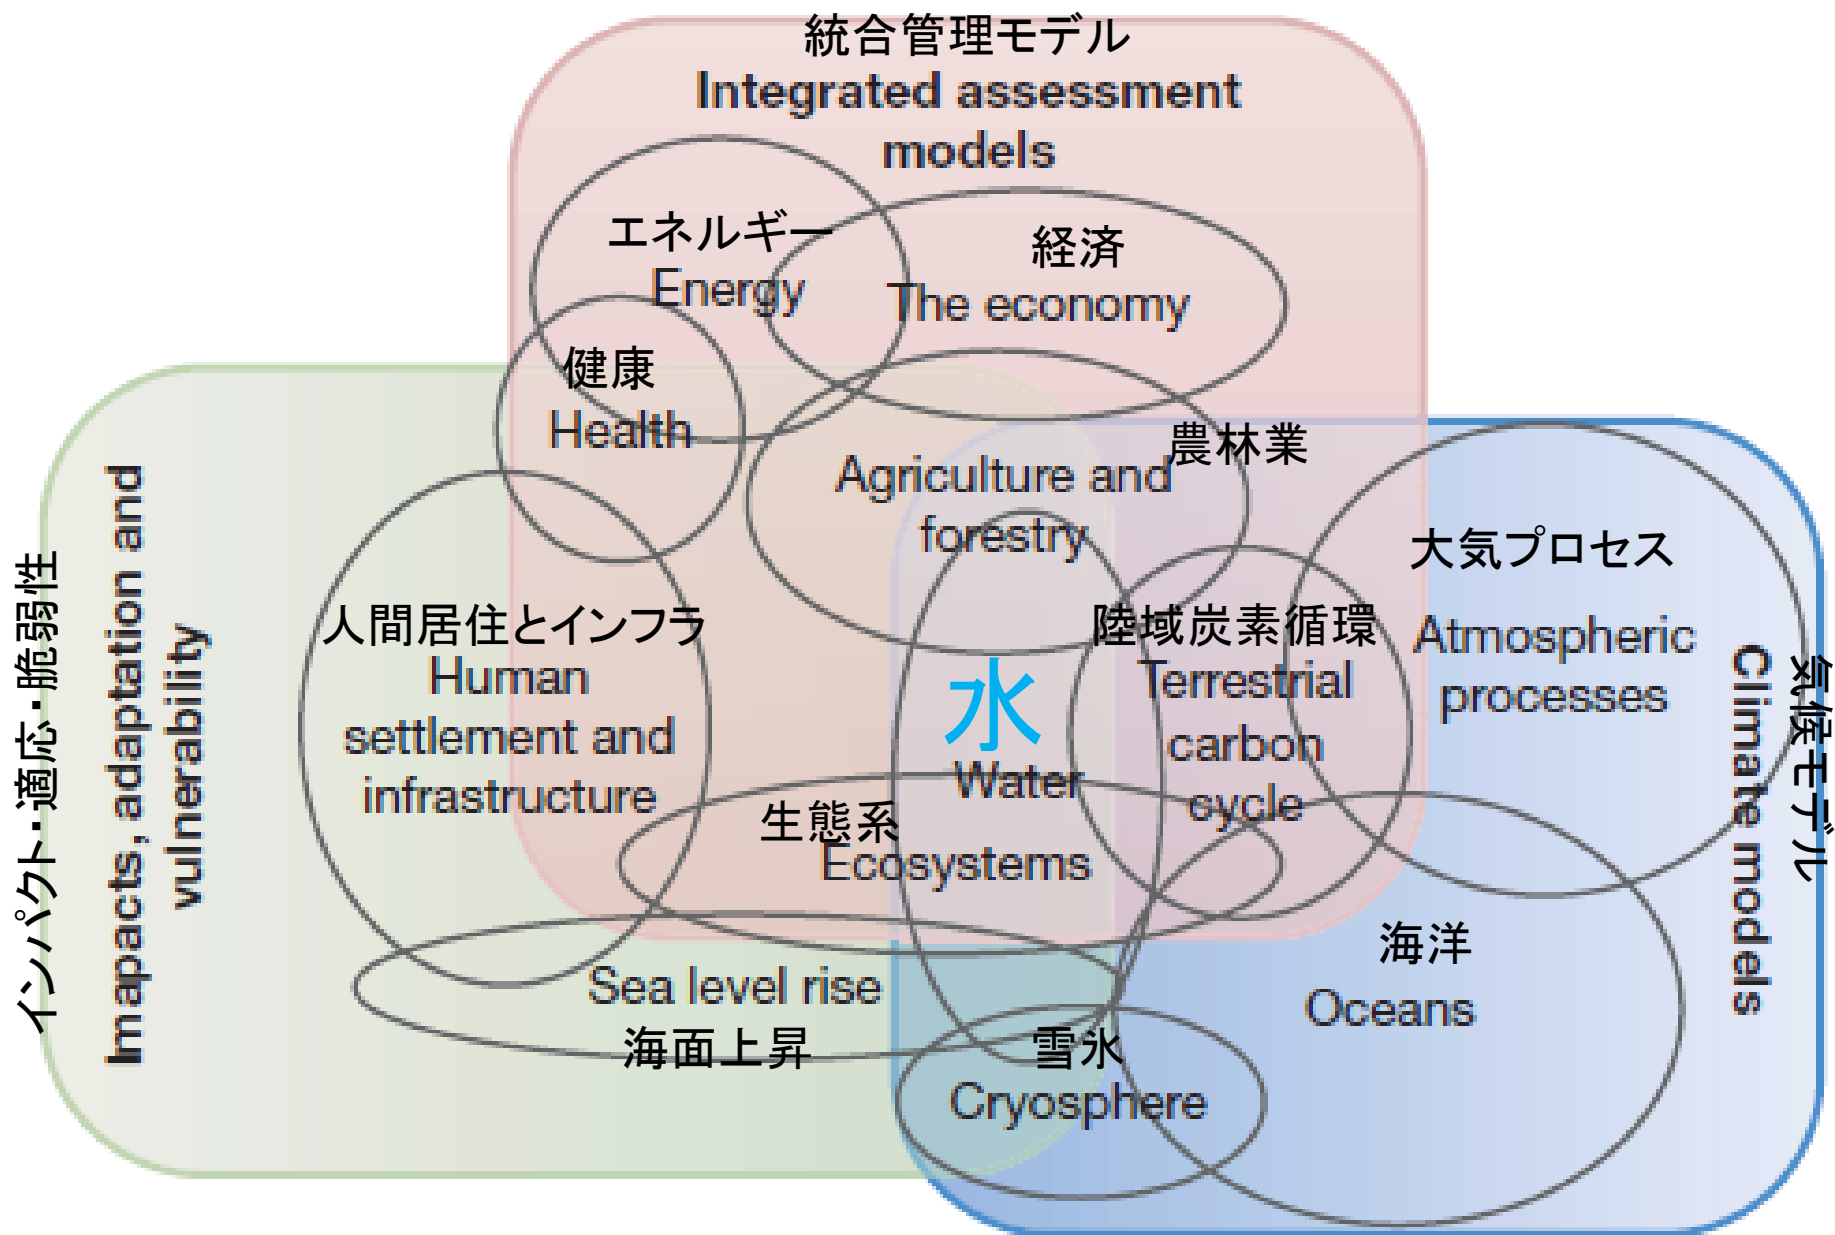 統合管理モデル
Integrated assessment
models
エネルギー
Energy
経済
The economy
健康
Health
農林業
Agriculture and
forestry
大気プロセス
Atmospheric
processes
人間居住とインフラ
Human
settlement and
infrastructure
水
Water
陸域炭素循環
Terrestrial
carbon
cycle
生態系
Ecosystems
Sea level rise
海面上昇
海洋
Oceans
雪氷
Cryosphere
インパクト・適応・脆弱性
Imapacts, adaptation and
vulnerability
気候モデル
Climate models